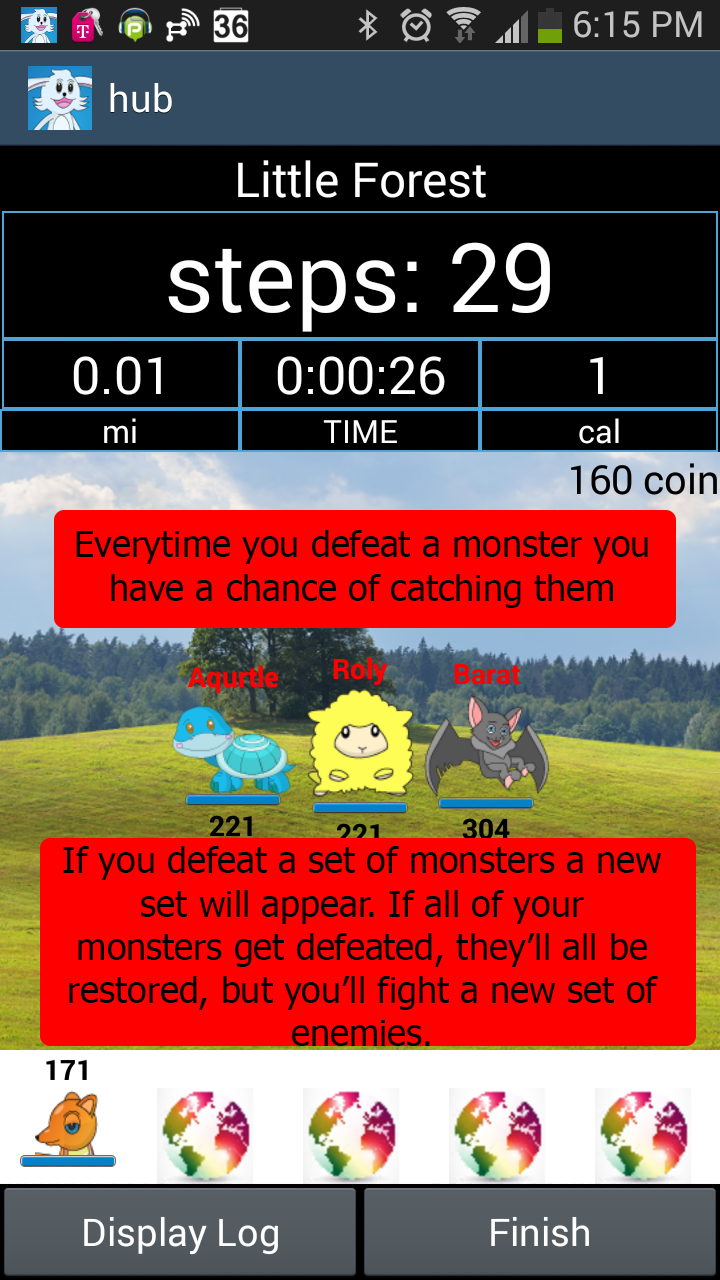 36 6:15 PM
hub
Little Forest
steps: 29
0.01 0:00:26 1
mi TIME cal
160 coin
Everytime you defeat a monster you
have a chance of catching them
Aqurtle Roly Barat
221 221 304
If you defeat a set of monsters a new
set will appear. If all of your
monsters get defeated, they'll all be
restored, but you'll fight a new set of
enemies.
171
Display Log Finish